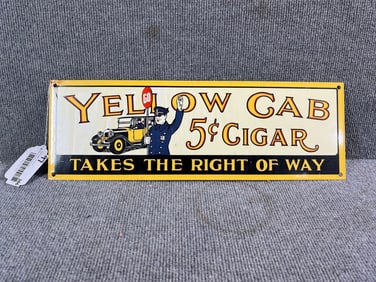 YELLOW CAB
5¢ CIGAR
TAKES THE RIGHT OF WAY